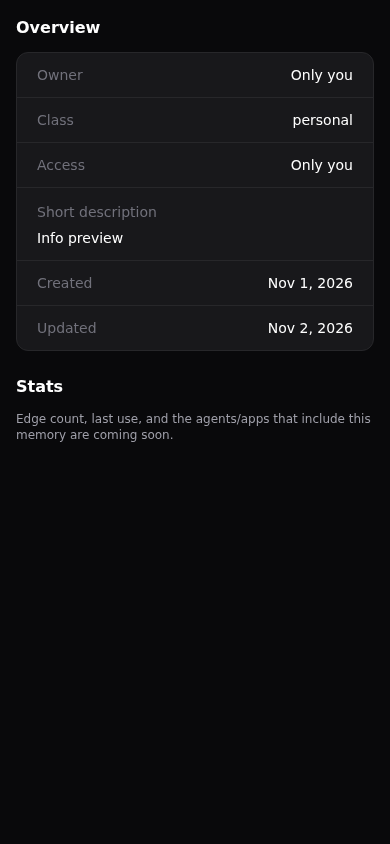 Overview
Owner Only you
Class personal
Access Only you
Short description
Info preview
Created Nov 1, 2026
Updated Nov 2, 2026
Stats
Edge count, last use, and the agents/apps that include this
memory are coming soon.